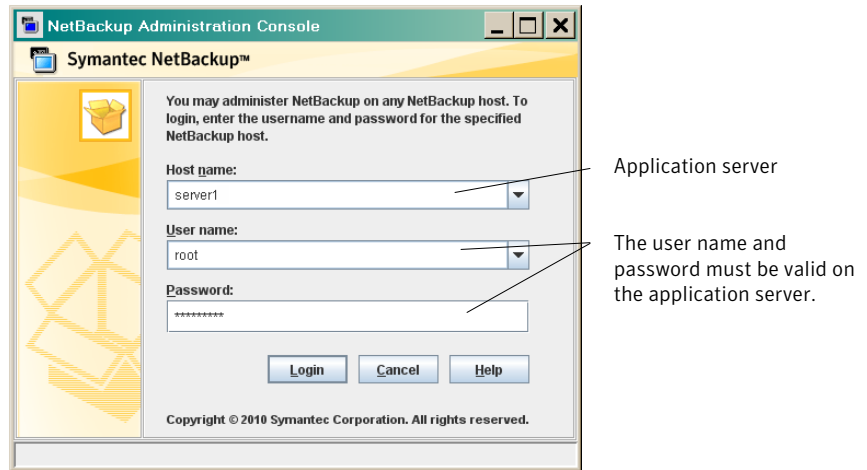 NetBackup Administration Console
Symantec NetBackup™
You may administer NetBackup on any NetBackup host. To
login, enter the username and password for the specified
NetBackup host.
Host name:
server1
Application server
User name:
root
The user name and
password must be valid on
the application server.
Password:
*********
Login
Cancel
Help
Copyright © 2010 Symantec Corporation. All rights reserved.